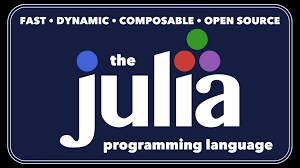 FAST • DYNAMIC • COMPOSABLE • OPEN SOURCE
the
julia
programming language